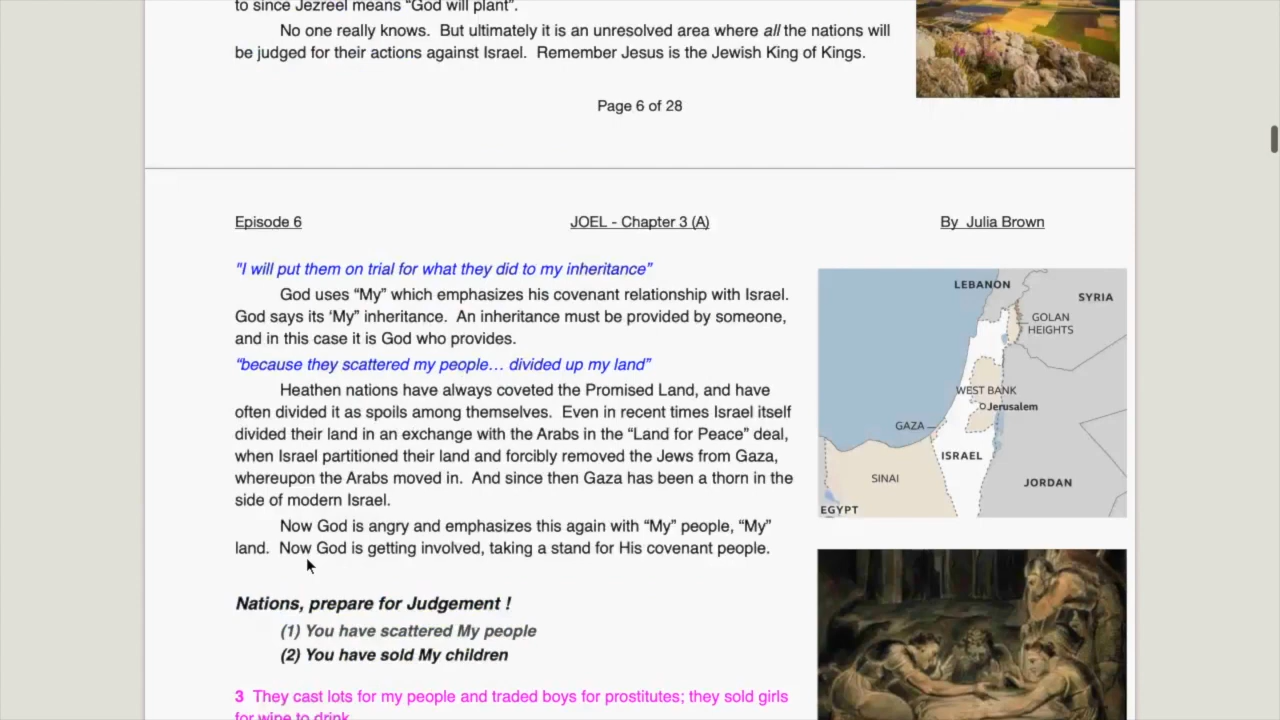 to since Jezreel means “God will plant”.
No one really knows.  But ultimately it is an unresolved area where all the nations will
be judged for their actions against Israel.  Remember Jesus is the Jewish King of Kings.
Page 6 of 28
Episode 6
JOEL - Chapter 3 (A)
By  Julia Brown
"I will put them on trial for what they did to my inheritance”
God uses “My” which emphasizes his covenant relationship with Israel.
God says its ‘My” inheritance.  An inheritance must be provided by someone,
and in this case it is God who provides.
“because they scattered my people… divided up my land”
Heathen nations have always coveted the Promised Land, and have
often divided it as spoils among themselves.  Even in recent times Israel itself
divided their land in an exchange with the Arabs in the “Land for Peace” deal,
when Israel partitioned their land and forcibly removed the Jews from Gaza,
whereupon the Arabs moved in.  And since then Gaza has been a thorn in the
side of modern Israel.
Now God is angry and emphasizes this again with “My” people, “My”
land.  Now God is getting involved, taking a stand for His covenant people.
Nations, prepare for Judgement !
(1) You have scattered My people
(2) You have sold My children
3  They cast lots for my people and traded boys for prostitutes; they sold girls
for wine to drink
LEBANON
SYRIA
GOLAN
HEIGHTS
WEST BANK
Jerusalem
GAZA
ISRAEL
SINAI
JORDAN
EGYPT